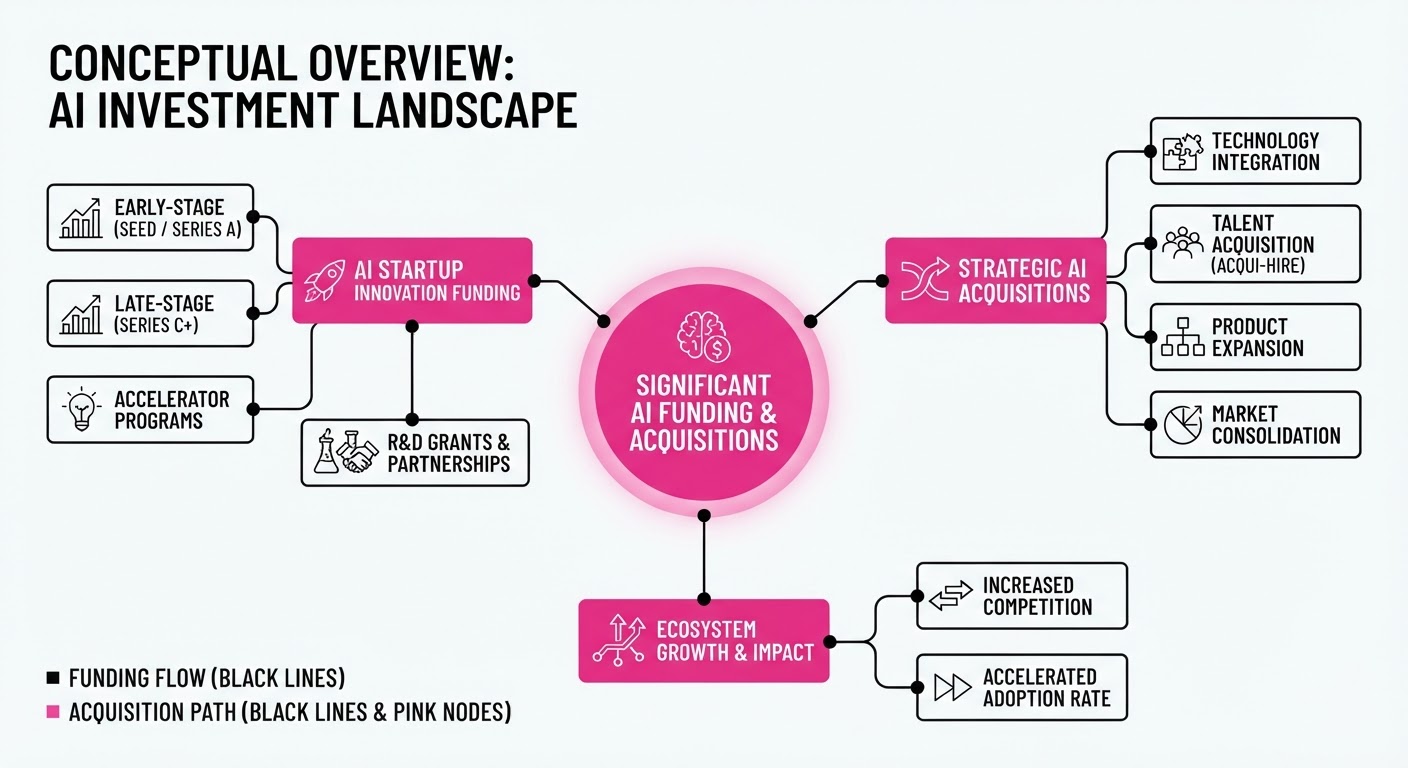 CONCEPTUAL OVERVIEW:
AI INVESTMENT LANDSCAPE
EARLY-STAGE
(SEED / SERIES A)
LATE-STAGE
(SERIES C+)
ACCELERATOR
PROGRAMS
AI STARTUP
INNOVATION FUNDING
R&D GRANTS &
PARTNERSHIPS
$
SIGNIFICANT
AI FUNDING &
ACQUISITIONS
STRATEGIC AI
ACQUISITIONS
TECHNOLOGY
INTEGRATION
TALENT
ACQUISITION
(ACQUI-HIRE)
PRODUCT
EXPANSION
MARKET
CONSOLIDATION
ECOSYSTEM
GROWTH & IMPACT
INCREASED
COMPETITION
ACCELERATED
ADOPTION RATE
FUNDING FLOW (BLACK LINES)
ACQUISITION PATH (BLACK LINES & PINK NODES)